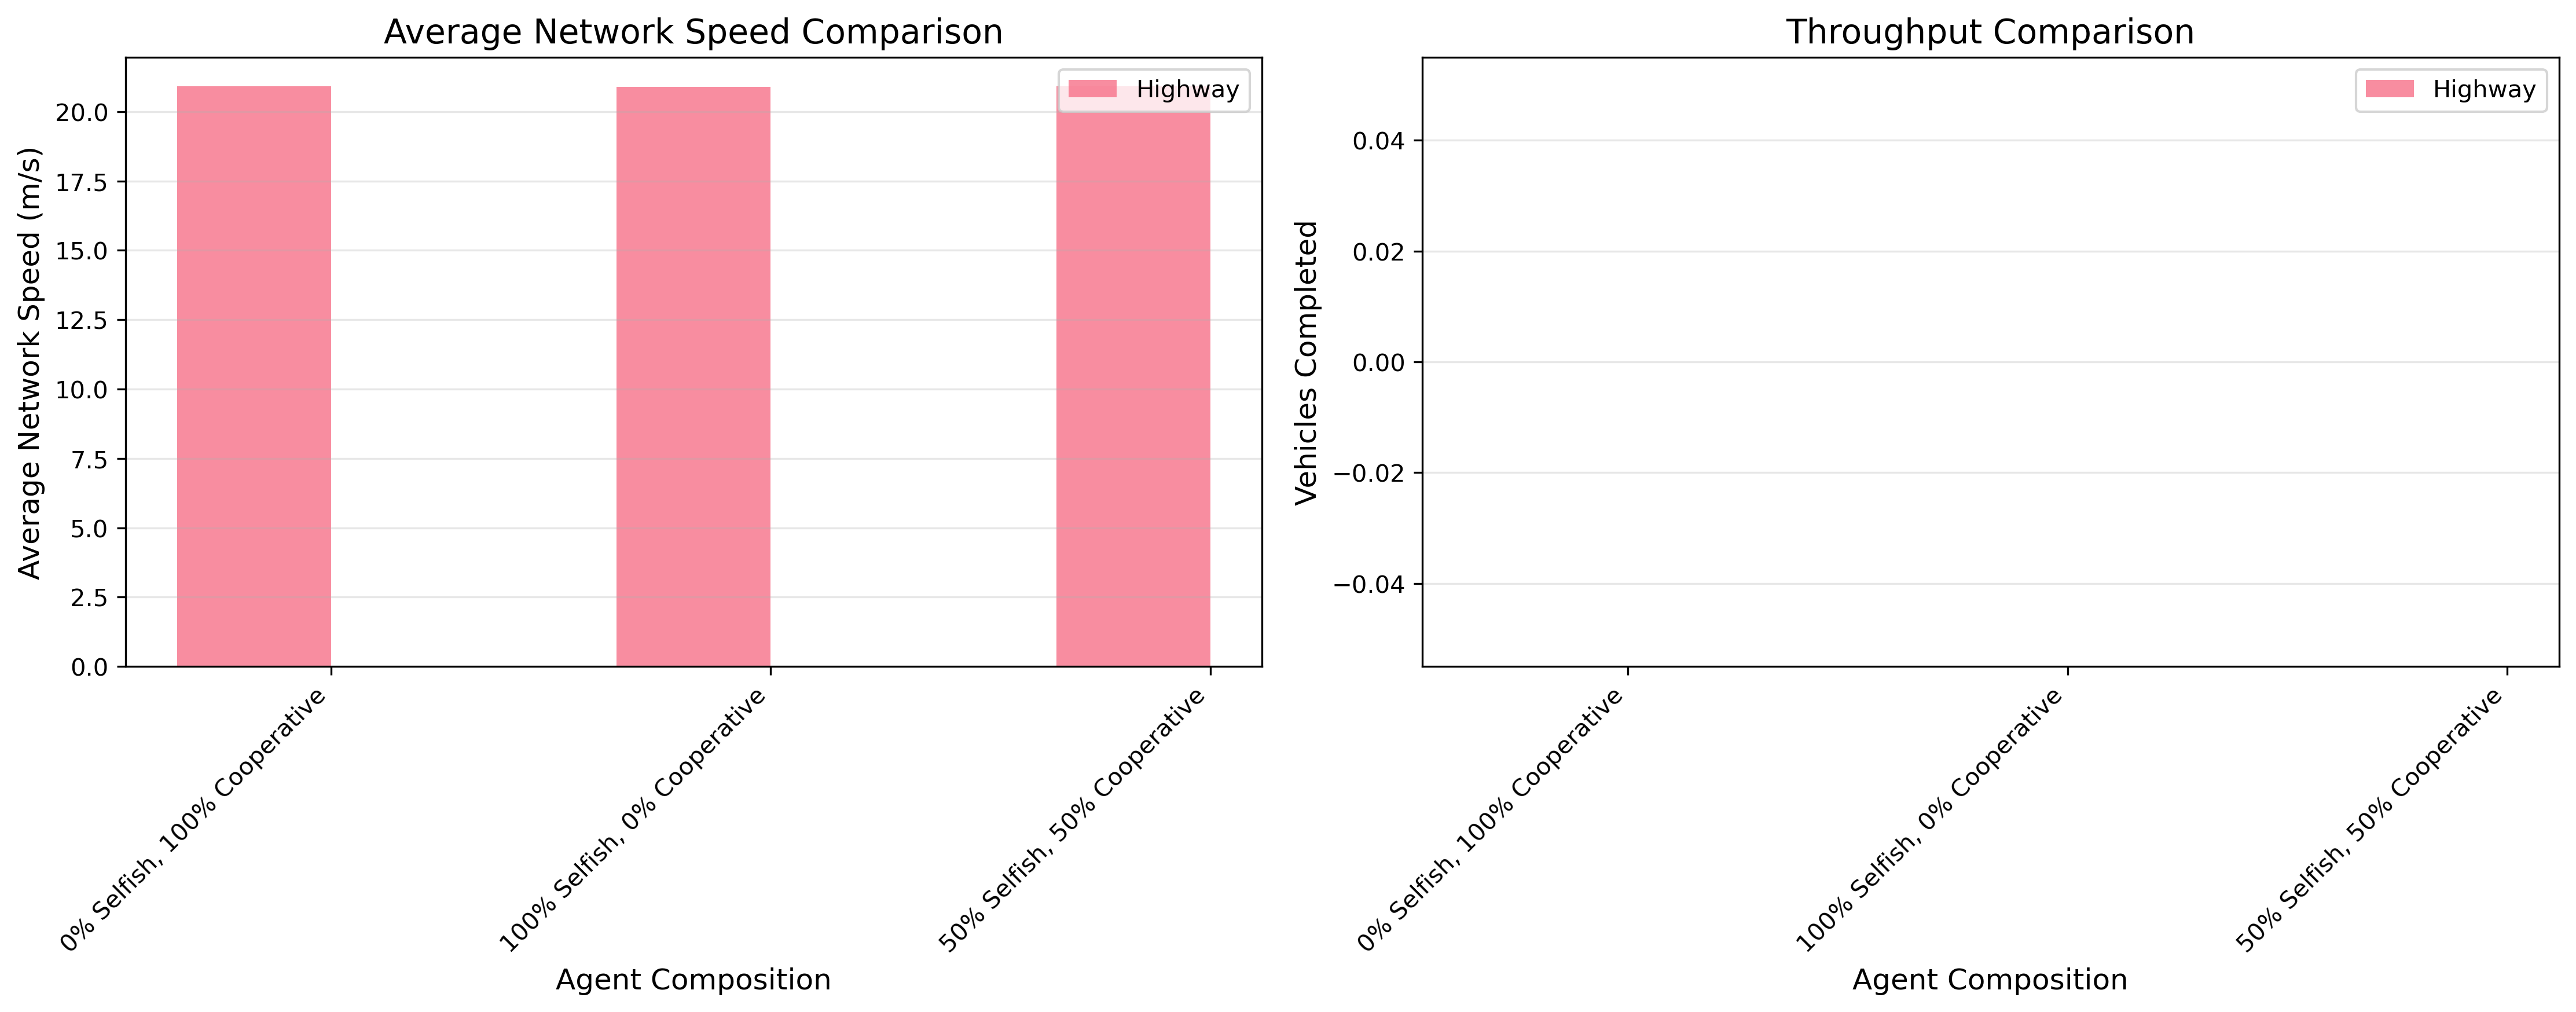 Average Network Speed Comparison
Highway
Average Network Speed (m/s)
20.0
17.5
15.0
12.5
10.0
7.5
5.0
2.5
0.0
0% Selfish, 100% Cooperative
100% Selfish, 0% Cooperative
50% Selfish, 50% Cooperative
Agent Composition
Throughput Comparison
Highway
Vehicles Completed
0.04
0.02
0.00
−0.02
−0.04
0% Selfish, 100% Cooperative
100% Selfish, 0% Cooperative
50% Selfish, 50% Cooperative
Agent Composition